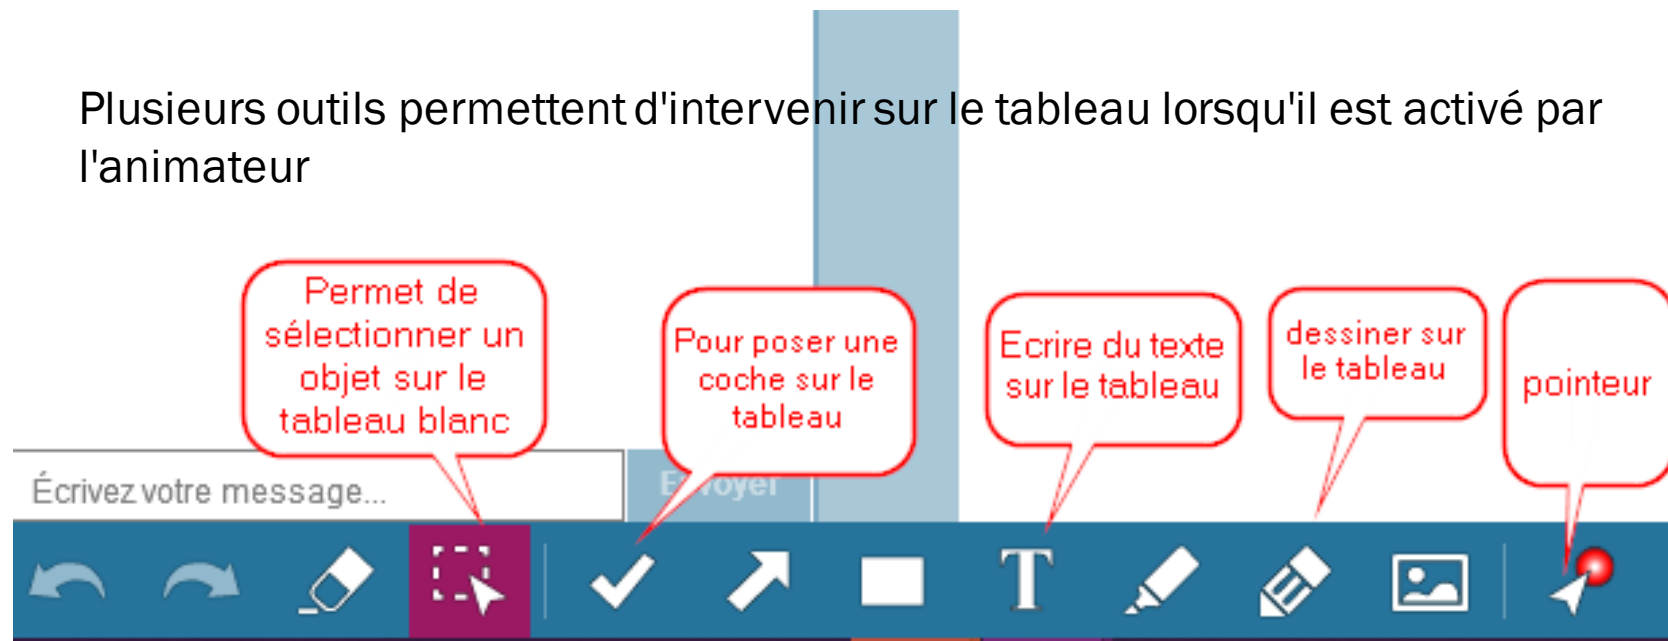 Plusieurs outils permettent d'intervenir sur le tableau lorsqu'il est activé par
l'animateur
Permet de
sélectionner un
objet sur le
tableau blanc
Pour poser une
coche sur le
tableau
Ecrire du texte
sur le tableau
dessiner sur
le tableau
pointeur
Écrivez votre message...
Envoyer
T